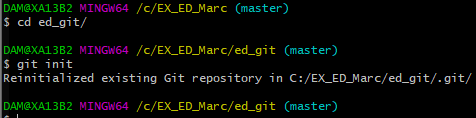 DAM@XA13B2 MINGW64 /c/EX_ED_Marc (master)
$ cd ed_git/
DAM@XA13B2 MINGW64 /c/EX_ED_Marc/ed_git (master)
$ git init
Reinitialized existing Git repository in C:/EX_ED_Marc/ed_git/.git/
DAM@XA13B2 MINGW64 /c/EX_ED_Marc/ed_git (master)